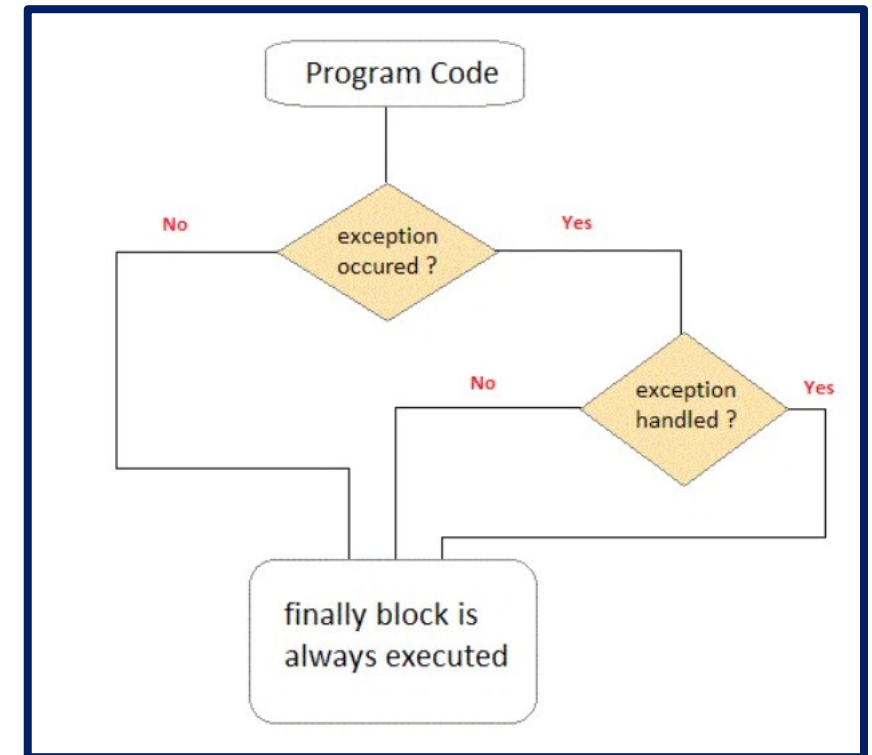 Program Code
No
Yes
exception
occured ?
No
Yes
exception
handled ?
finally block is
always executed